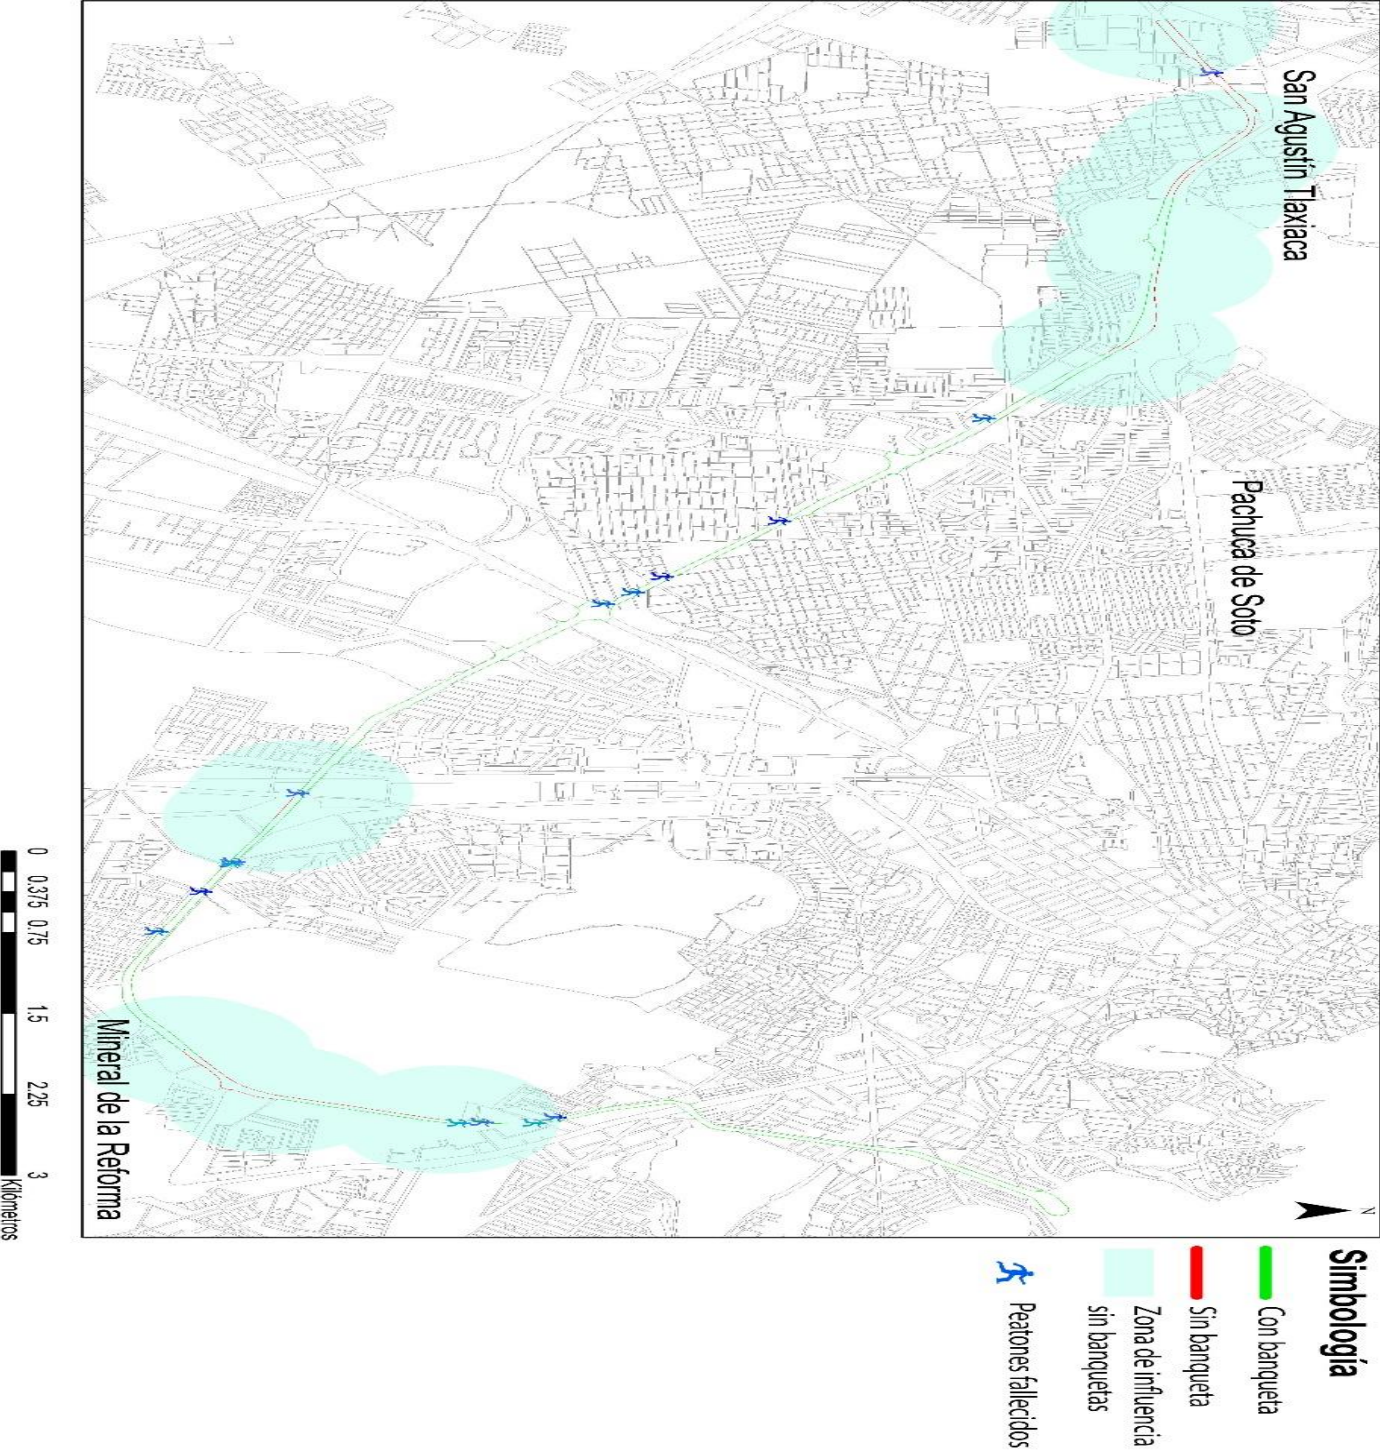 San Agustín Tlaxiaca
Pachuca de Soto
Mineral de la Reforma
N
Simbología
Con banqueta
Sin banqueta
Zona de influencia
sin banquetas
Peatones fallecidos
0 0.375 0.75 1.5 2.25 3
Kilómetros